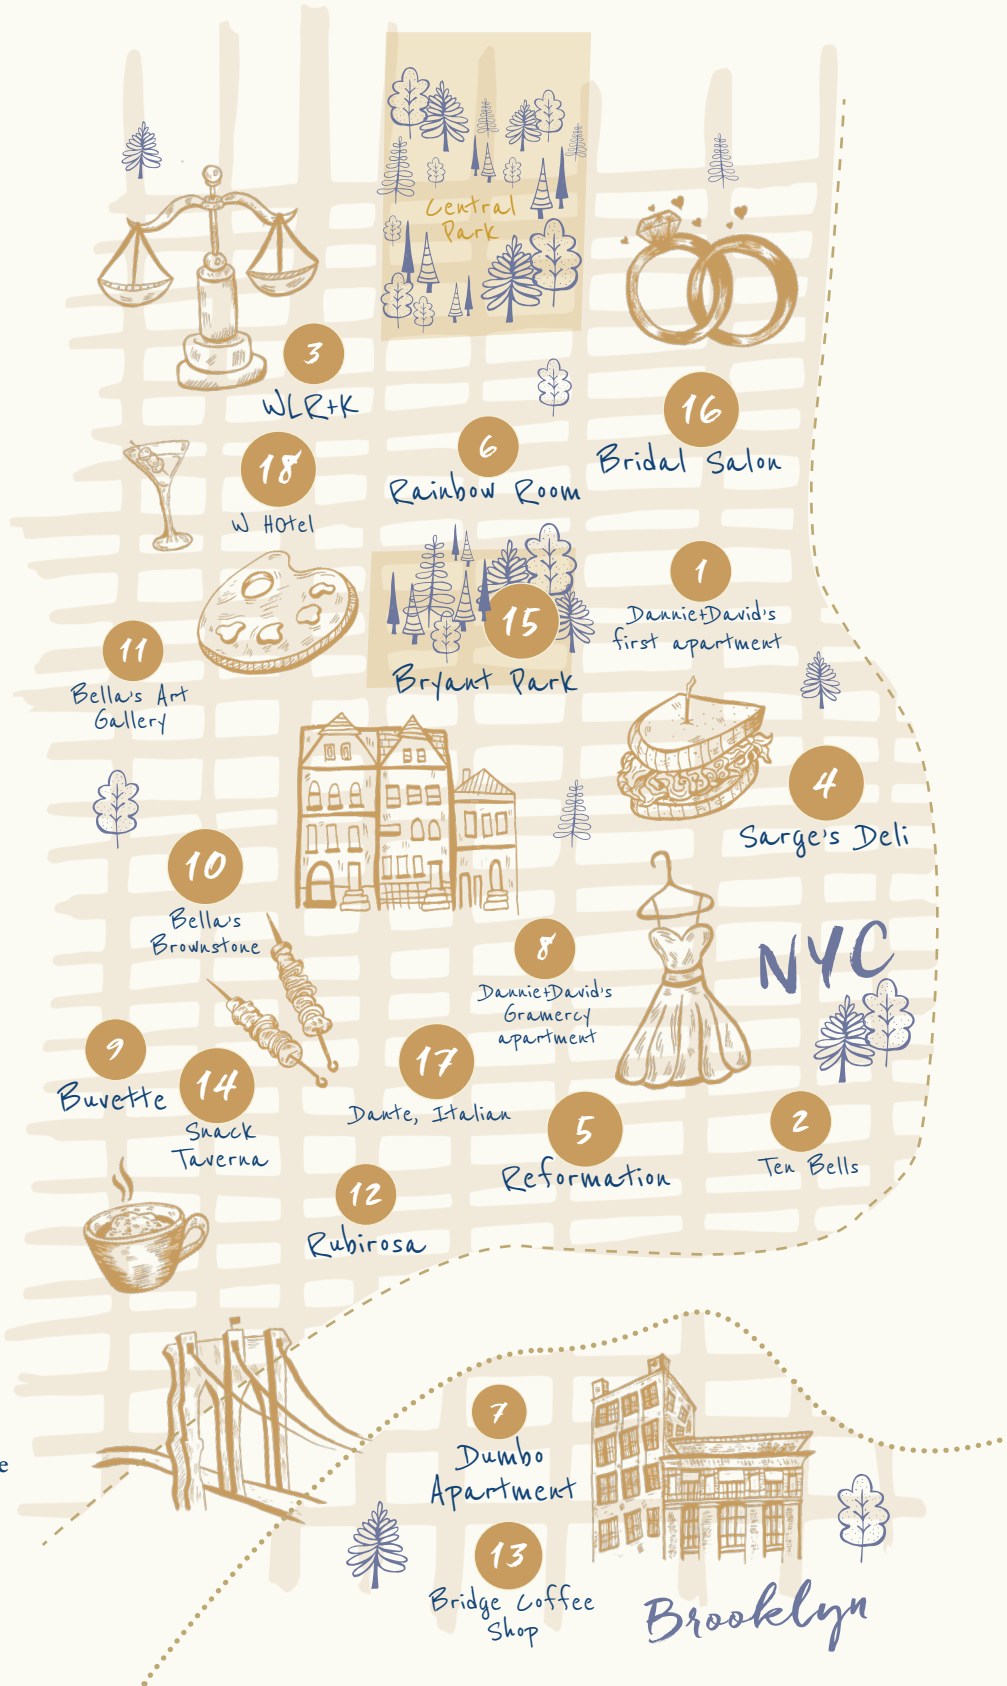 Central
Park
3
WLR+K
16
Bridal Salon
6
Rainbow Room
18
W HOtel
1
Dannie+David's
first apartment
15
Bryant Park
11
Bella's Art
Gallery
4
Sarge's Deli
10
Bella's
Brownstone
8
Dannie+David's
Gramercy
apartment
NYC
9
Buvette
14
Snack
Taverna
17
Dante, Italian
5
Reformation
2
Ten Bells
12
Rubirosa
7
Dumbo
Apartment
e
13
Bridge Coffee
Shop
Brooklyn